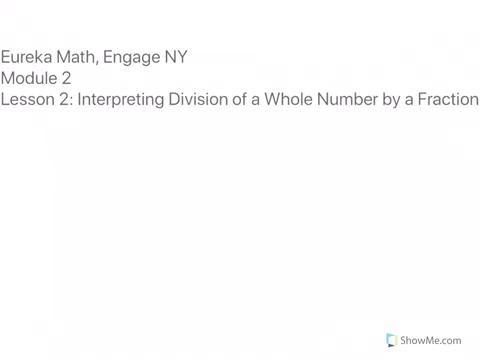 Eureka Math, Engage NY
Module 2
Lesson 2: Interpreting Division of a Whole Number by a Fraction
ShowMe.com